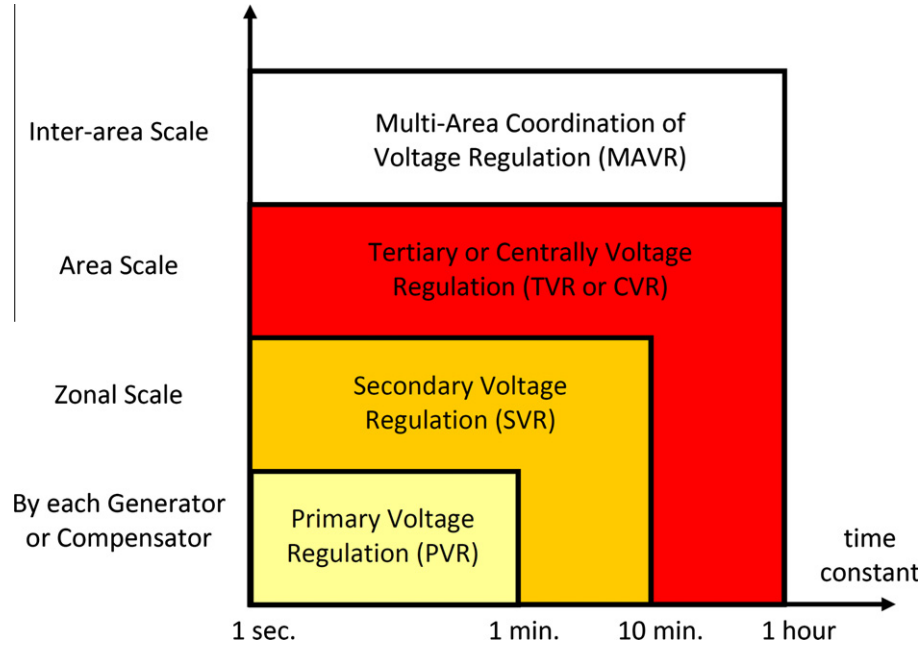 Inter-area Scale
Multi-Area Coordination of
Voltage Regulation (MAVR)
Area Scale
Tertiary or Centrally Voltage
Regulation (TVR or CVR)
Zonal Scale
Secondary Voltage
Regulation (SVR)
By each Generator
or Compensator
Primary Voltage
Regulation (PVR)
time
constant
1 sec.
1 min.
10 min.
1 hour